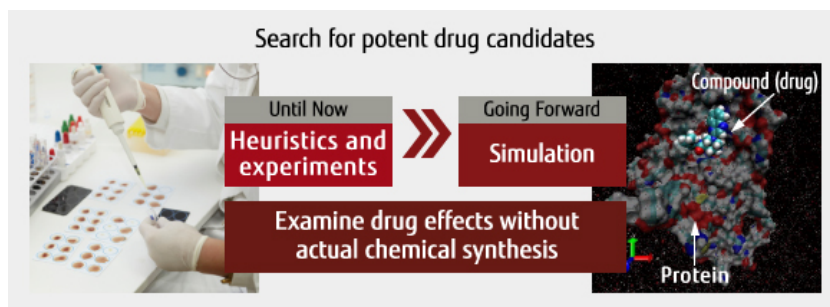 Search for potent drug candidates
Until Now
Heuristics and
experiments
Going Forward
Simulation
Compound (drug)
Examine drug effects without
actual chemical synthesis
Protein